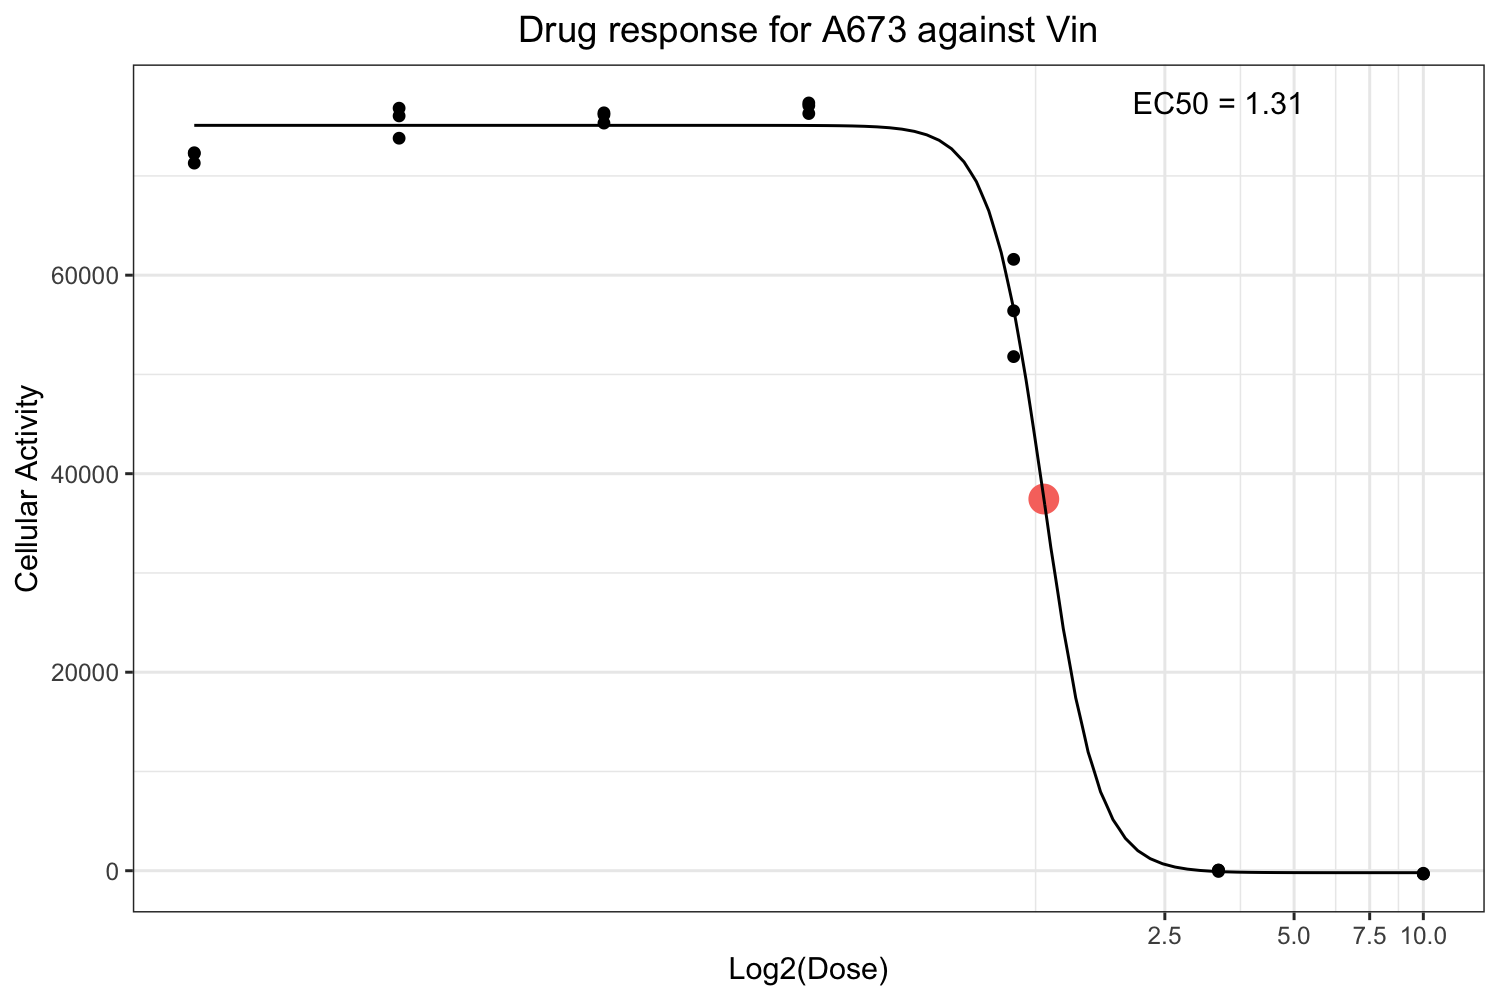 Drug response for A673 against Vin
EC50 = 1.31
Cellular Activity
60000
40000
20000
0
2.5 5.0 7.5 10.0
Log2(Dose)